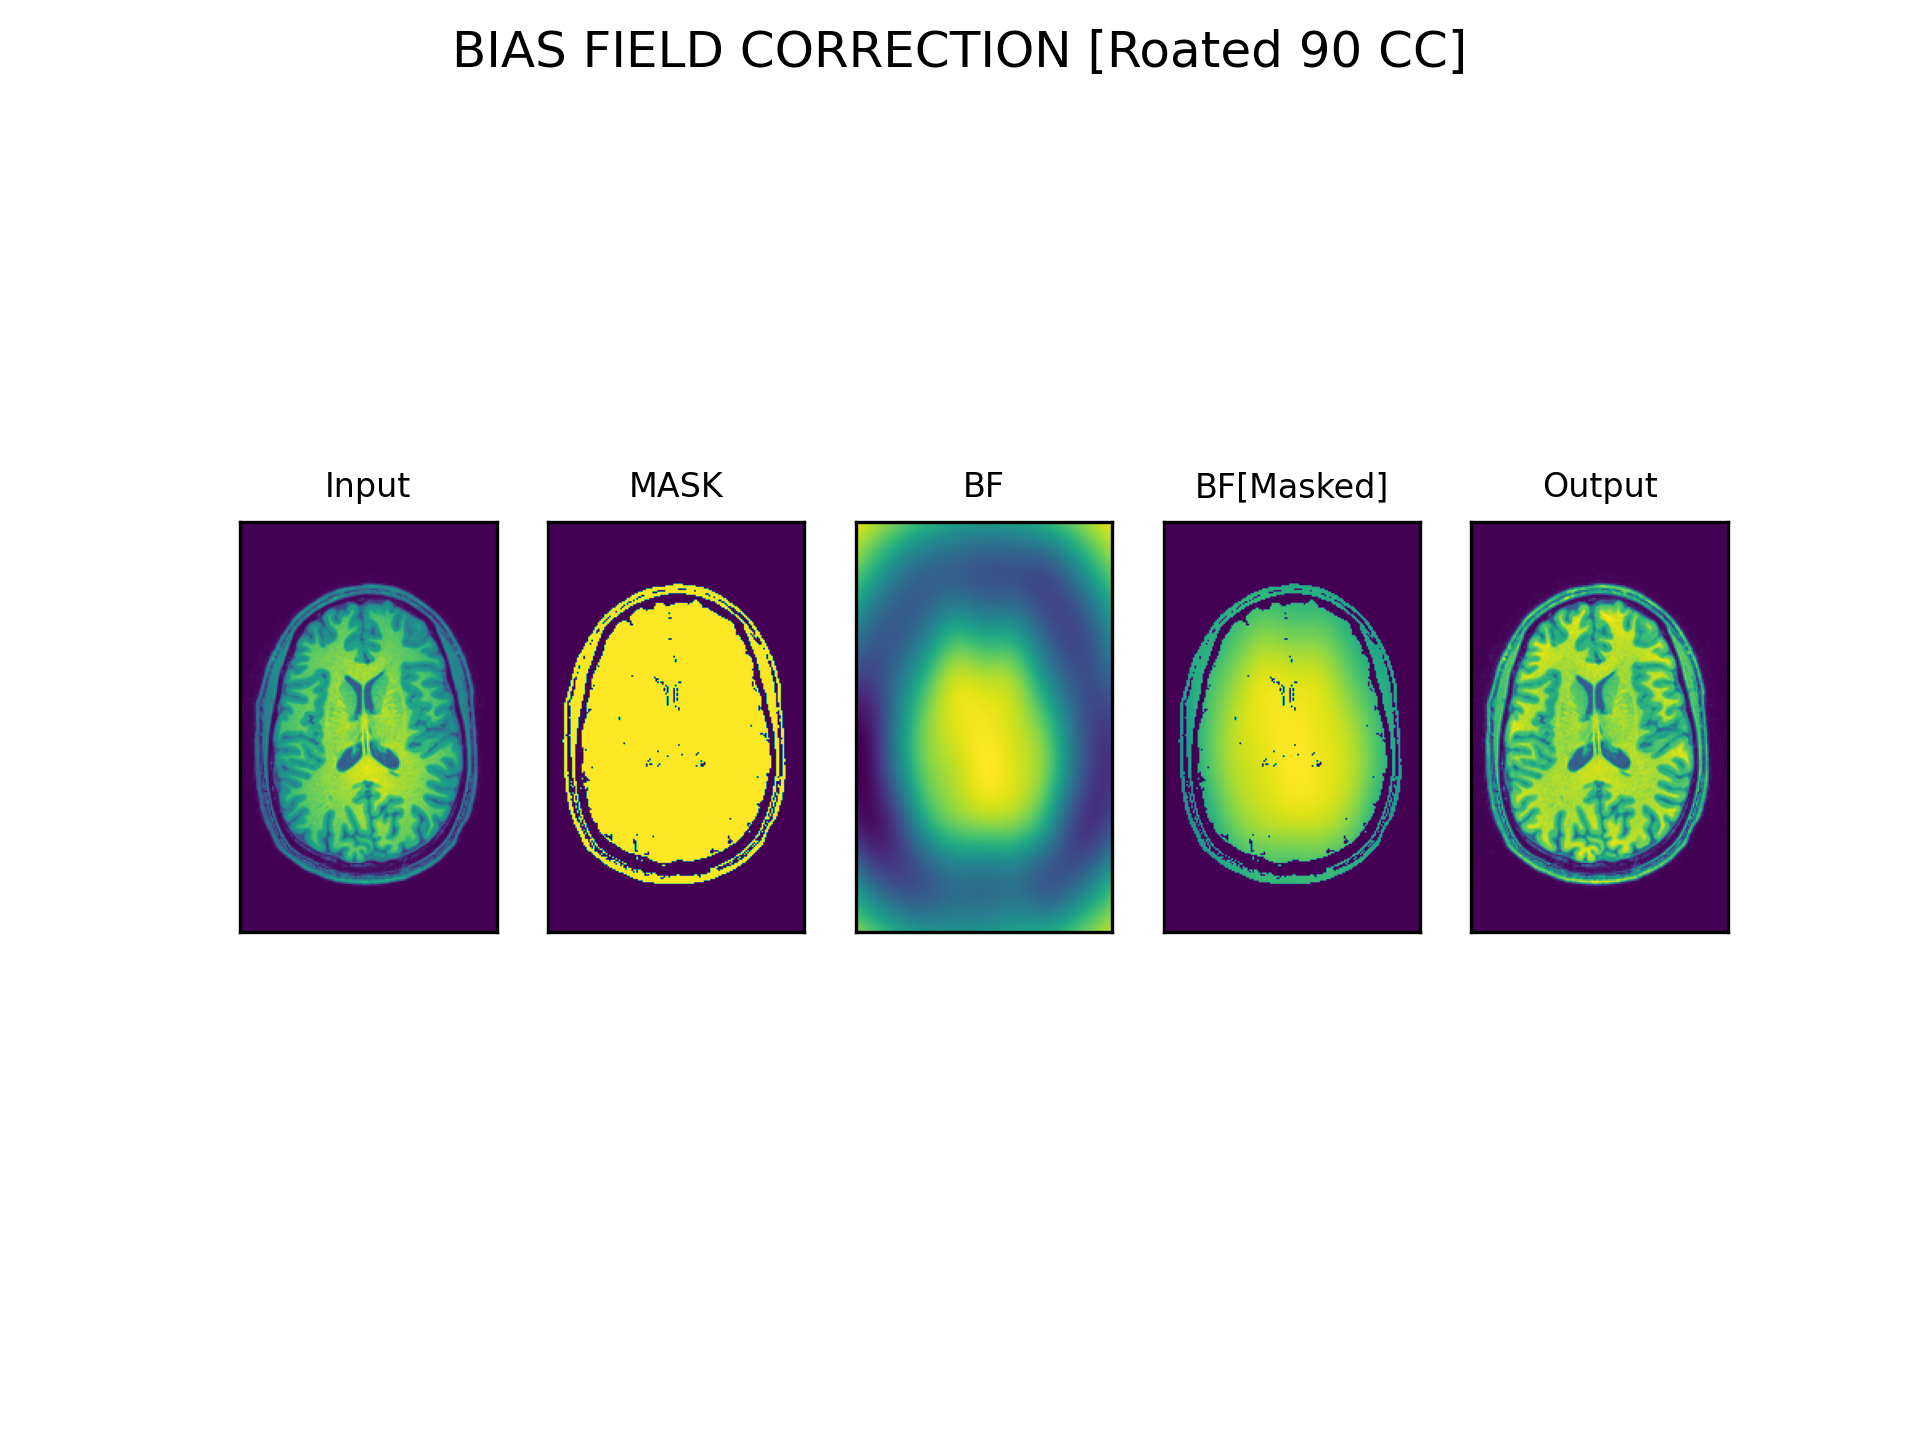 BIAS FIELD CORRECTION [Roated 90 CC]
Input
MASK
BF
BF[Masked]
Output